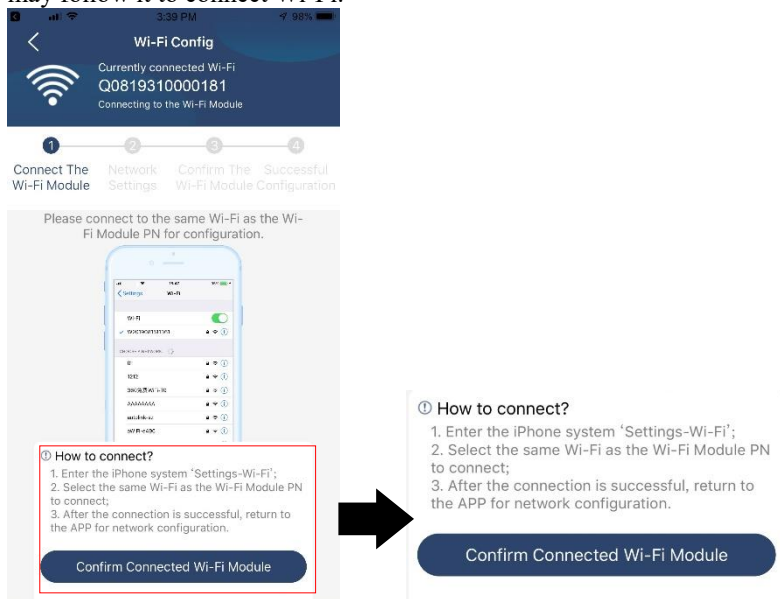 may follow it to connect Wi-Fi.
3:39 PM 98%
Wi-Fi Config
Currently connected Wi-Fi
Q0819310000181
Connecting to the Wi-Fi Module
1 2 3 4
Connect The Network Confirm The Successful
Wi-Fi Module Settings Wi-Fi Module Configuration
Please connect to the same Wi-Fi as the Wi-
Fi Module PN for configuration.
Settings Wi-Fi
Wi-Fi
AAAAAAAA
How to connect?
1. Enter the iPhone system ‘Settings-Wi-Fi’;
2. Select the same Wi-Fi as the Wi-Fi Module PN
to connect;
3. After the connection is successful, return to
the APP for network configuration.
Confirm Connected Wi-Fi Module
How to connect?
1. Enter the iPhone system ‘Settings-Wi-Fi’;
2. Select the same Wi-Fi as the Wi-Fi Module PN
to connect;
3. After the connection is successful, return to
the APP for network configuration.
Confirm Connected Wi-Fi Module